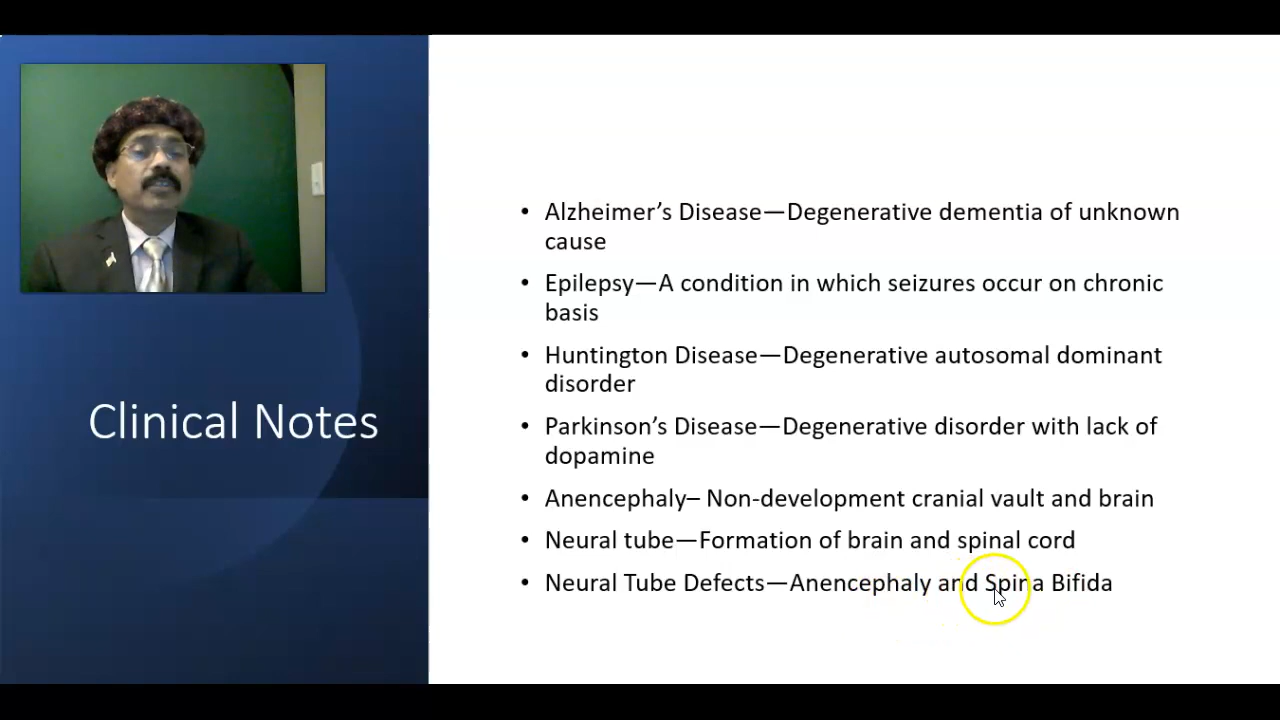 Clinical Notes
• Alzheimer’s Disease—Degenerative dementia of unknown
cause
• Epilepsy—A condition in which seizures occur on chronic
basis
• Huntington Disease—Degenerative autosomal dominant
disorder
• Parkinson’s Disease—Degenerative disorder with lack of
dopamine
• Anencephaly– Non-development cranial vault and brain
• Neural tube—Formation of brain and spinal cord
• Neural Tube Defects—Anencephaly and Spina Bifida